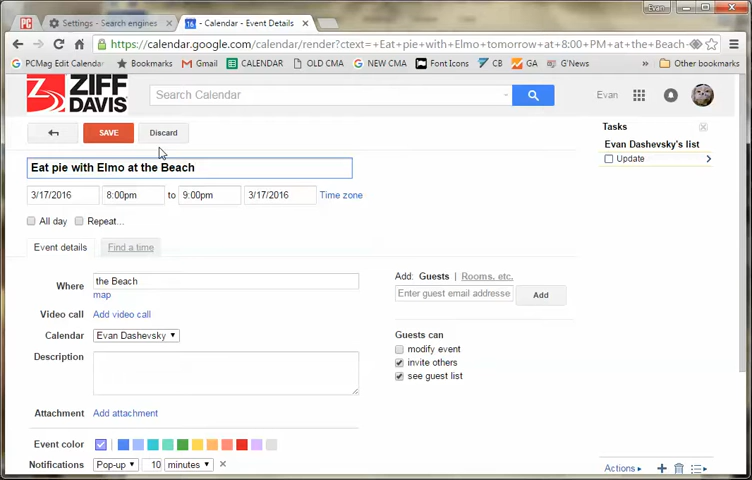 Evan
PC Settings - Search engines × 16 - Calendar - Event Details ×
https://calendar.google.com/calendar/render?ctext= +Eat+pie+with+Elmo+tomorrow+at+8:00+PM+at+the+Beach
G PCMag Edit Calendar Bookmarks Gmail CALENDAR OLD CMA G NEW CMA Font Icons CB GA G'News » Other bookmarks
ZIFF DAVIS
Search Calendar
Evan
SAVE Discard
Eat pie with Elmo at the Beach
3/17/2016 8:00pm to 9:00pm 3/17/2016 Time zone
All day Repeat...
Event details Find a time
Where the Beach
map
Video call Add video call
Calendar Evan Dashevsky
Description
Attachment Add attachment
Event color
Notifications Pop-up 10 minutes ×
Add: Guests | Rooms, etc.
Enter guest email addresse Add
Guests can
modify event
invite others
see guest list
Tasks
Evan Dashevsky's list
Update
Actions